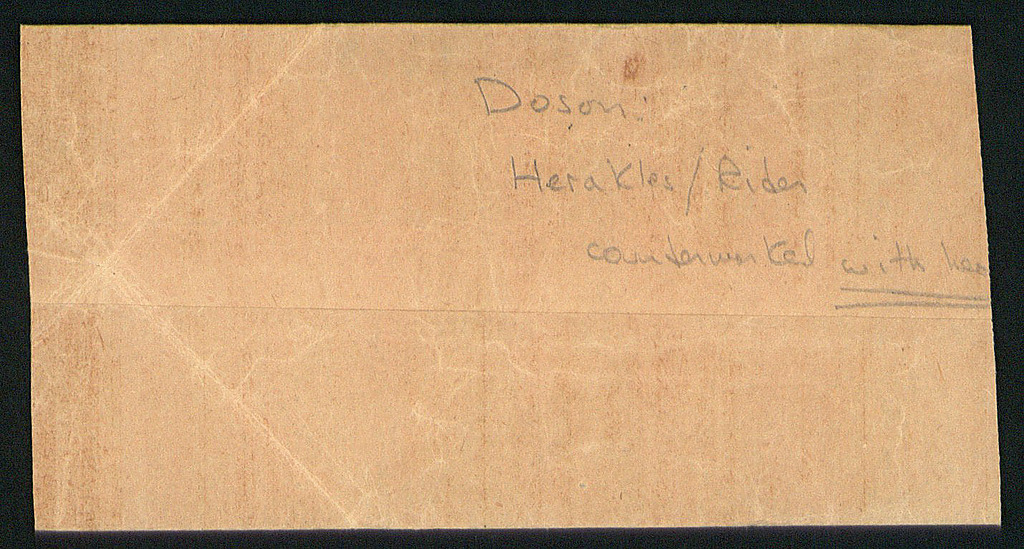 Doson:
Herakles/Rider
countermarked with